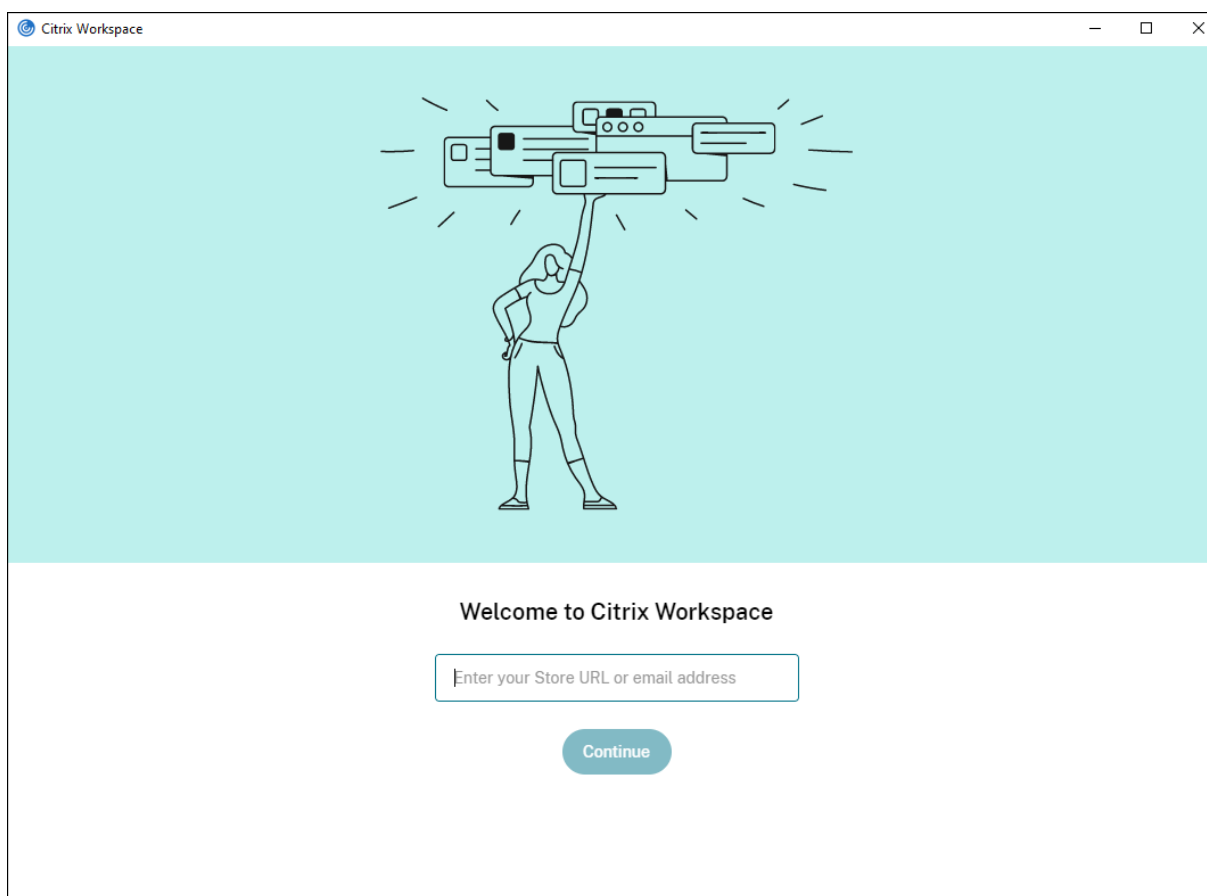 Citrix Workspace
Welcome to Citrix Workspace
Enter your Store URL or email address
Continue